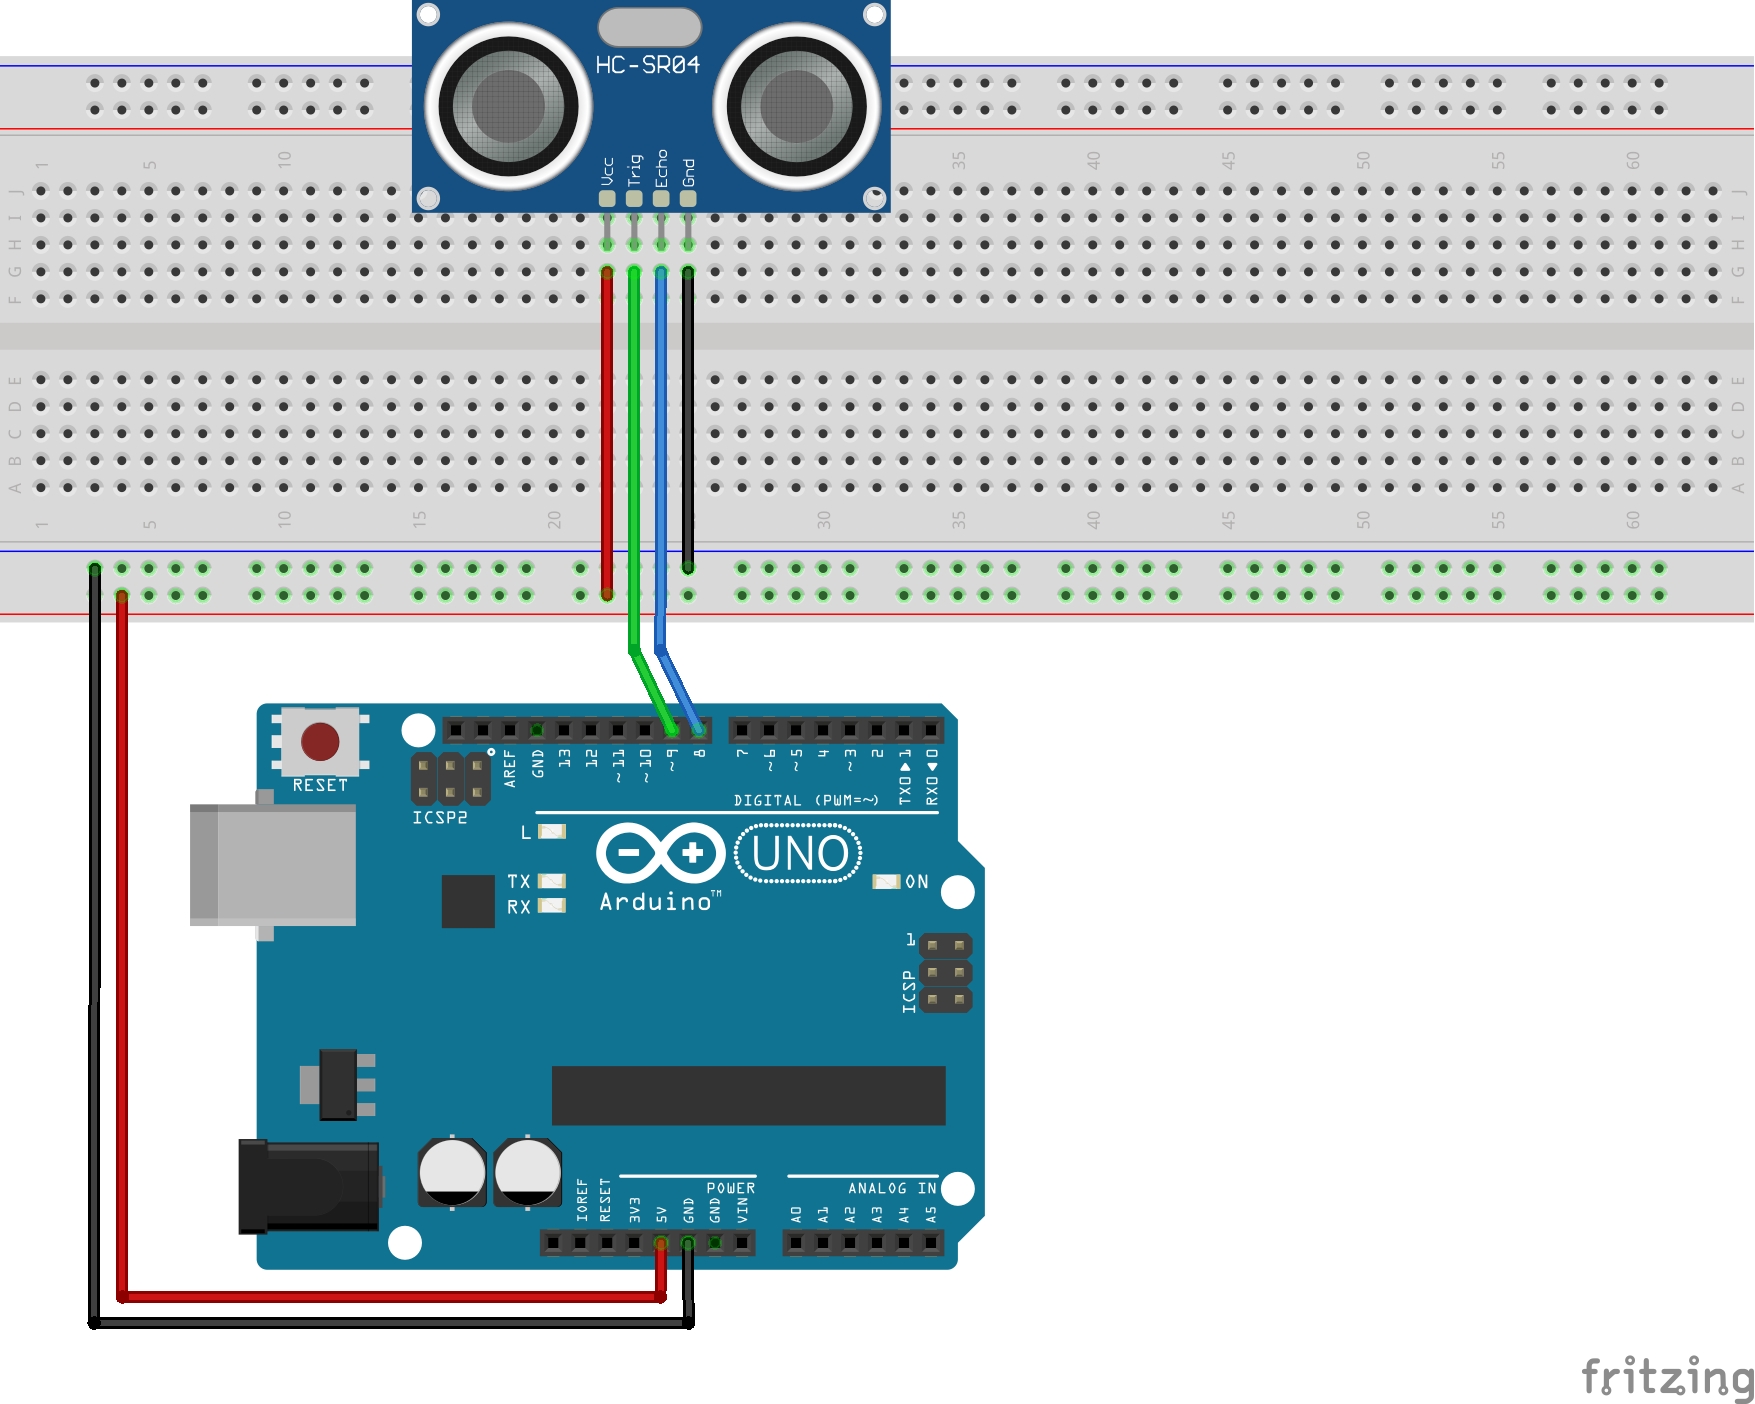 HC-SR04
Vcc
Trig
Echo
Gnd
1 5 10 35 40 45 50 55 60
J J
I I
H H
G G
F F
E E
D D
C C
B B
A A
1 5 10 15 20 30 35 40 45 50 55 60
RESET
ICSP2
AREF
GND
13
12
~11
~10
~9
8
7
~6
~5
4
~3
2
TX0▶1
RX0◀0
DIGITAL (PWM=~)
L
TX
RX
UNO
Arduino™
ON
1
ICSP
POWER
ANALOG IN
IOREF
RESET
3V3
5V
GND
GND
VIN
A0
A1
A2
A3
A4
A5
fritzing